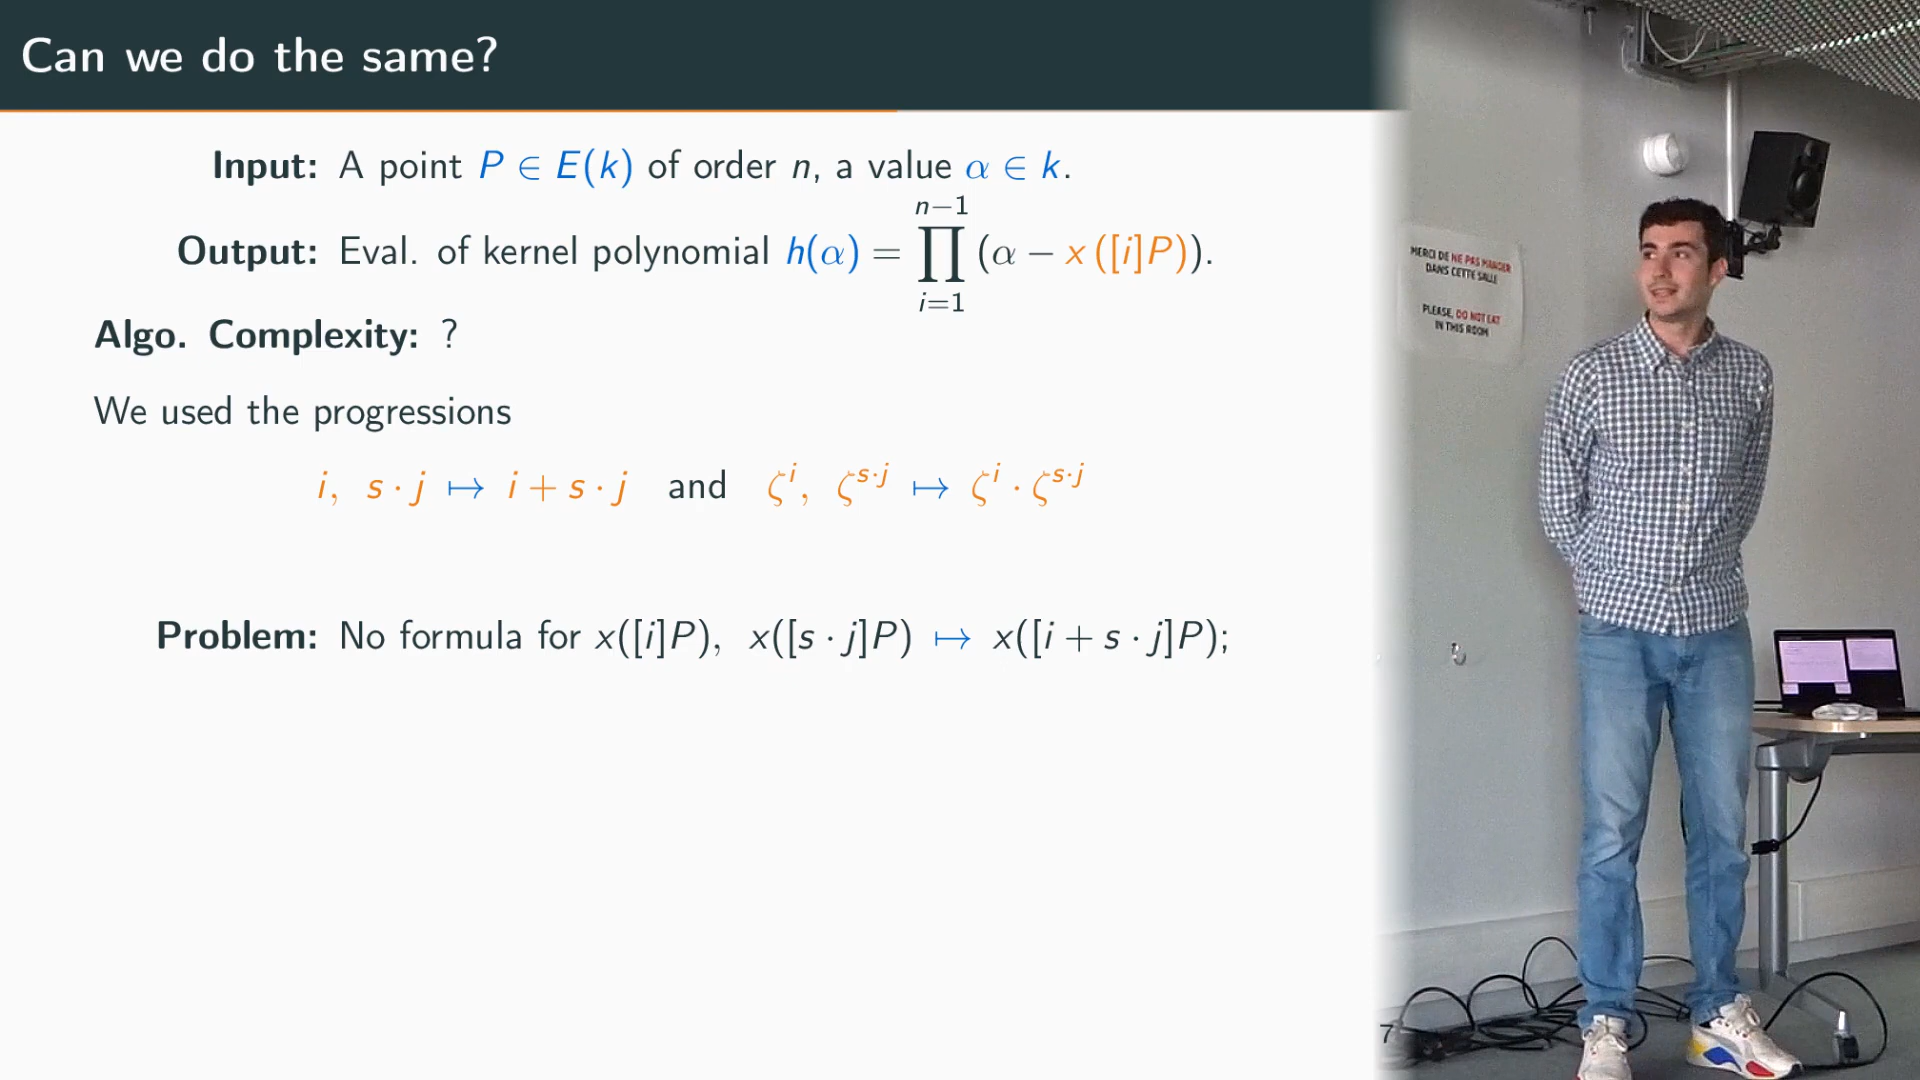 Can we do the same?
Input: A point P ∈ E(k) of order n, a value α ∈ k.
Output: Eval. of kernel polynomial h(α) = ∏_{i=1}^{n−1} (α − x([i]P)).
Algo. Complexity: ?
We used the progressions
i, s · j ↦ i + s · j and ζ^i, ζ^{s·j} ↦ ζ^i · ζ^{s·j}
Problem: No formula for x([i]P), x([s · j]P) ↦ x([i + s · j]P);
MERCI DE NE PAS MANGER
DANS CETTE SALLE
PLEASE, DO NOT EAT
IN THIS ROOM
7